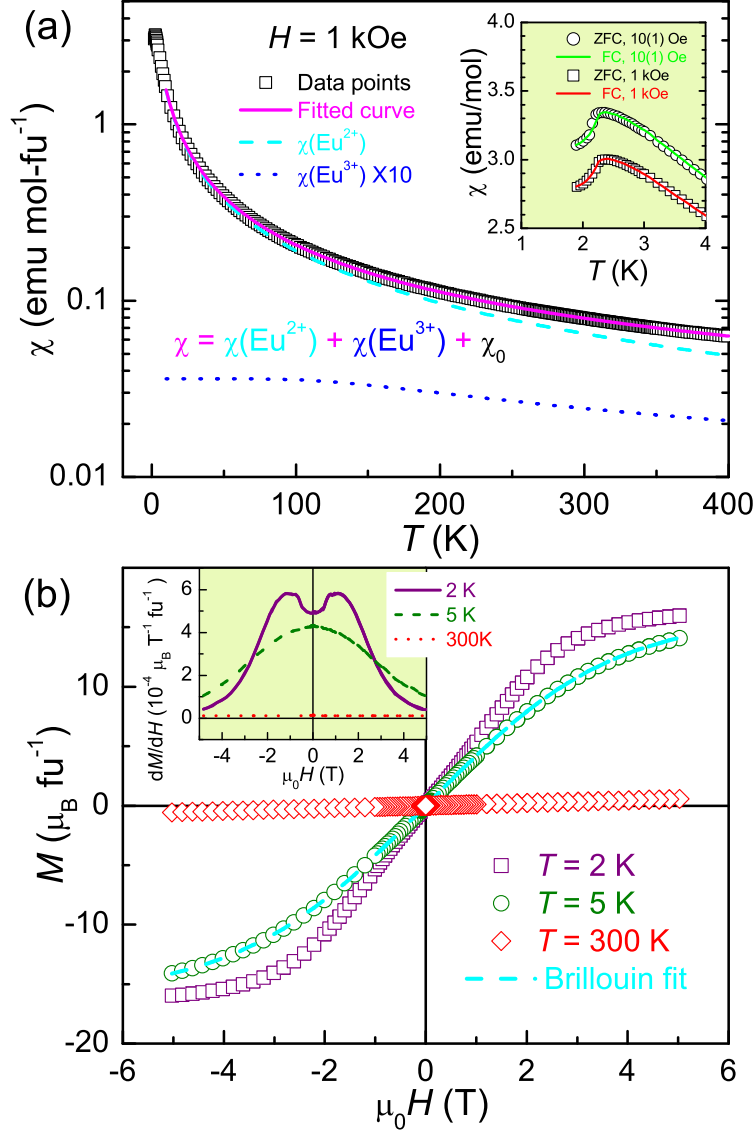 (a)
H = 1 kOe
Data points
Fitted curve
χ(Eu²⁺)
χ(Eu³⁺) X10
χ = χ(Eu²⁺) + χ(Eu³⁺) + χ₀
χ (emu mol-fu⁻¹)
1
0.1
0.01
0 100 200 300 400
T (K)
ZFC, 10(1) Oe
FC, 10(1) Oe
ZFC, 1 kOe
FC, 1 kOe
χ (emu/mol)
4.0
3.5
3.0
2.5
1 2 3 4
T (K)
(b)
dM/dH (10⁻⁴ μ_B T⁻¹ fu⁻¹)
6
4
2
0
-4 -2 0 2 4
μ₀H (T)
2 K
5 K
300K
M (μ_B fu⁻¹)
10
0
-10
-20
T = 2 K
T = 5 K
T = 300 K
Brillouin fit
-6 -4 -2 0 2 4 6
μ₀H (T)